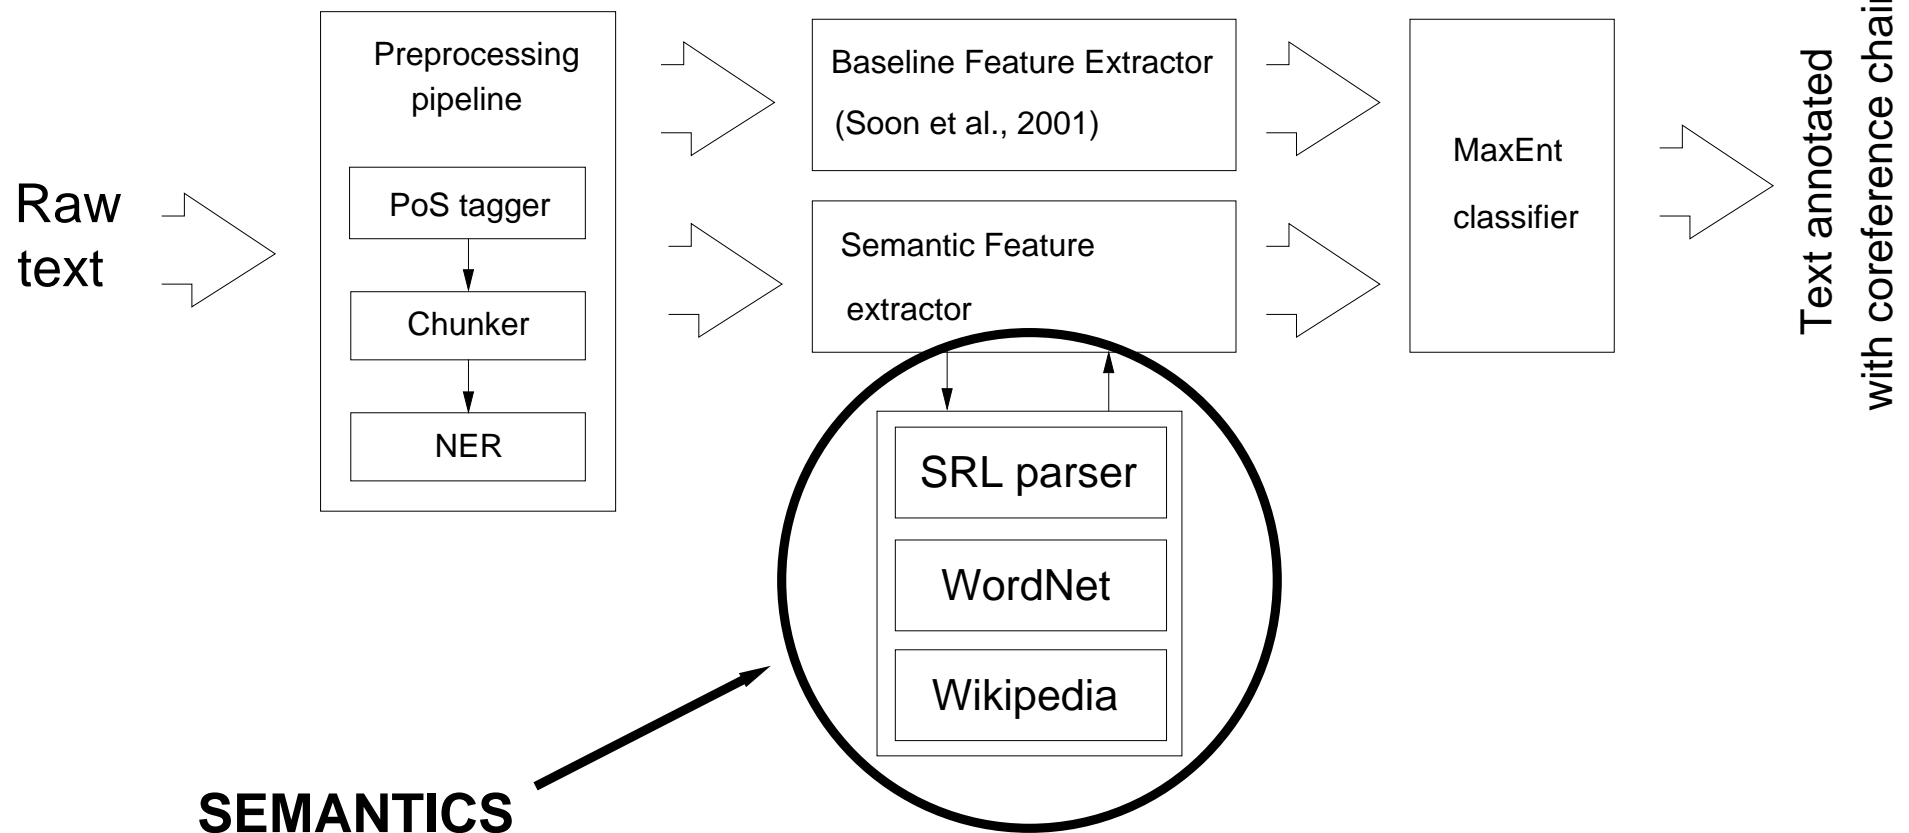 Raw
text
Preprocessing
pipeline
PoS tagger
Chunker
NER
Baseline Feature Extractor
(Soon et al., 2001)
Semantic Feature
extractor
SRL parser
WordNet
Wikipedia
SEMANTICS
MaxEnt
classifier
Text annotated
with coreference chain